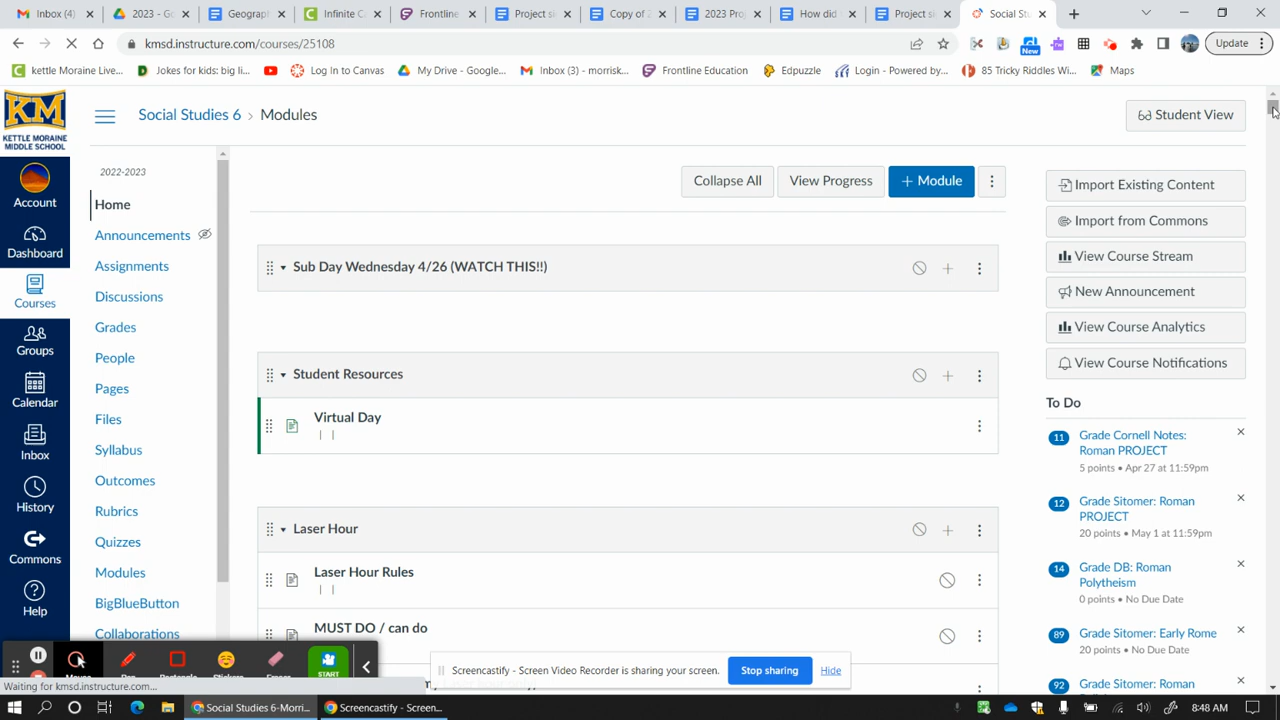 Inbox (4)
2023 - Go
Geograph
Infinite Ca
Frontline
Project sk
Copy of 2
2023 Proj
How did
Project sk
Social Stu
kmsd.instructure.com/courses/25108
New
Update
kettle Moraine Live...
Jokes for kids: big li...
Log In to Canvas
My Drive - Google...
Inbox (3) - morrisk...
Frontline Education
Edpuzzle
Login - Powered by...
85 Tricky Riddles Wi...
Maps
KM
KETTLE MORAINE
MIDDLE SCHOOL
Account
Dashboard
Courses
Groups
Calendar
Inbox
History
Commons
Help
Social Studies 6 › Modules
Student View
2022-2023
Home
Announcements
Assignments
Discussions
Grades
People
Pages
Files
Syllabus
Outcomes
Rubrics
Quizzes
Modules
BigBlueButton
Collaborations
Collapse All
View Progress
+ Module
Sub Day Wednesday 4/26 (WATCH THIS!!)
Student Resources
Virtual Day
| |
Laser Hour
Laser Hour Rules
| |
MUST DO / can do
Import Existing Content
Import from Commons
View Course Stream
New Announcement
View Course Analytics
View Course Notifications
To Do
11 Grade Cornell Notes:
Roman PROJECT
5 points • Apr 27 at 11:59pm
12 Grade Sitomer: Roman
PROJECT
20 points • May 1 at 11:59pm
14 Grade DB: Roman
Polytheism
0 points • No Due Date
89 Grade Sitomer: Early Rome
20 points • No Due Date
92 Grade Sitomer: Roman
START
Screencastify - Screen Video Recorder is sharing your screen.
Stop sharing
Hide
Waiting for kmsd.instructure.com...
Social Studies 6-Morri...
Screencastify - Screen...
8:48 AM